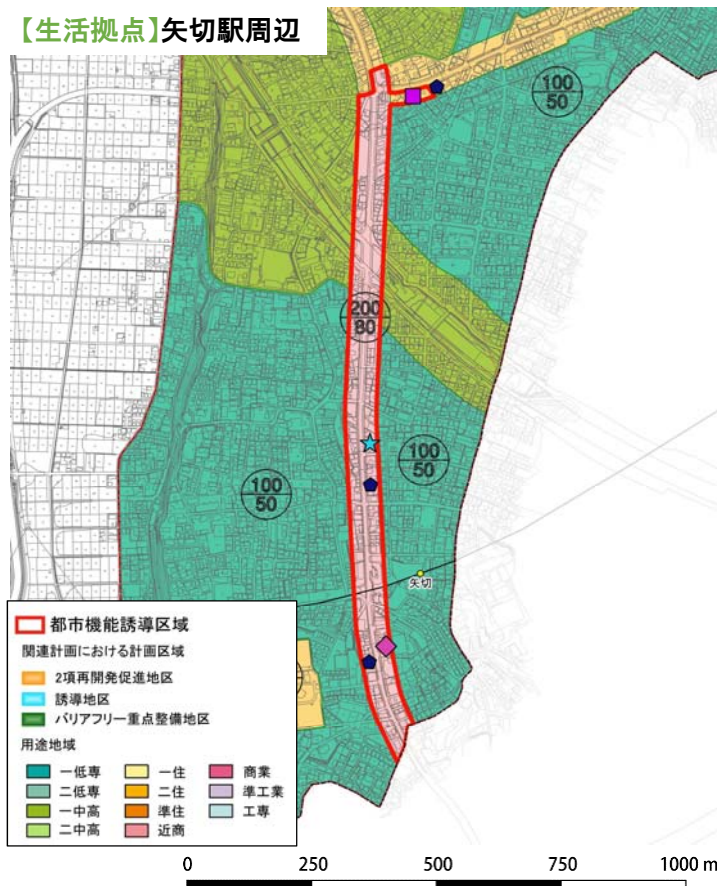 【生活拠点】矢切駅周辺
100
50
200
80
100
50
100
50
矢切
都市機能誘導区域
関連計画における計画区域
2項再開発促進地区
誘導地区
バリアフリー重点整備地区
用途地域
一低専 一住 商業
二低専 二住 準工業
一中高 準住 工専
二中高 近商
0 250 500 750 1000 m